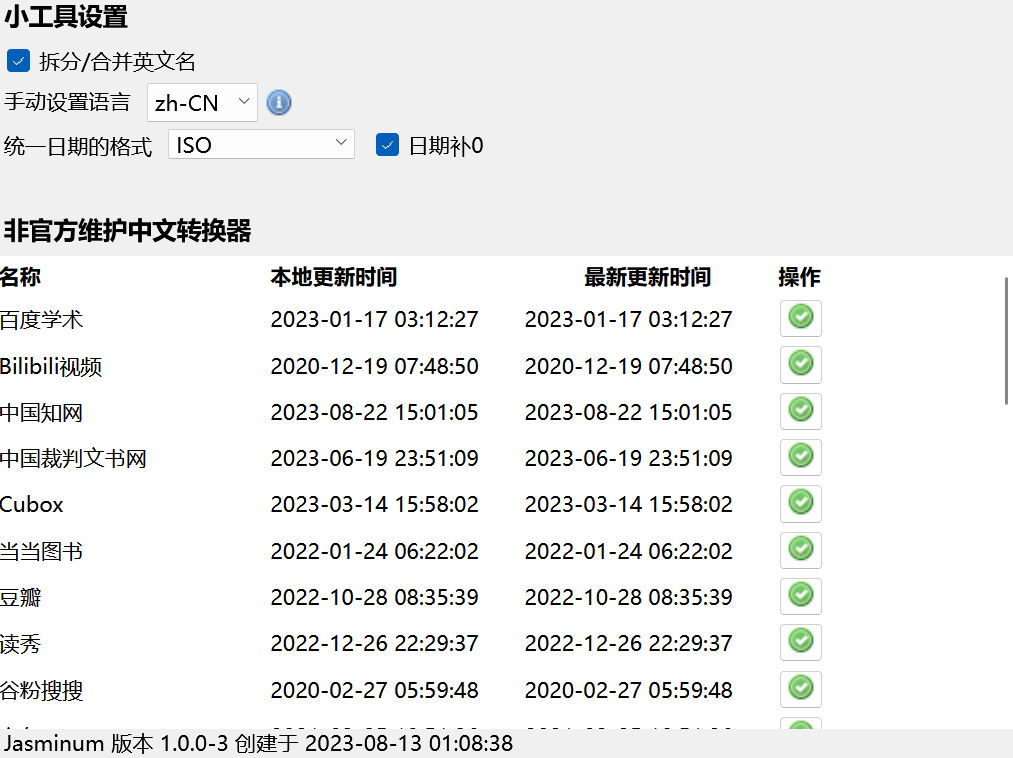 小工具设置
拆分/合并英文名
手动设置语言 zh-CN
统一日期的格式 ISO 日期补0
非官方维护中文转换器
名称 本地更新时间 最新更新时间 操作
百度学术 2023-01-17 03:12:27 2023-01-17 03:12:27
Bilibili视频 2020-12-19 07:48:50 2020-12-19 07:48:50
中国知网 2023-08-22 15:01:05 2023-08-22 15:01:05
中国裁判文书网 2023-06-19 23:51:09 2023-06-19 23:51:09
Cubox 2023-03-14 15:58:02 2023-03-14 15:58:02
当当图书 2022-01-24 06:22:02 2022-01-24 06:22:02
豆瓣 2022-10-28 08:35:39 2022-10-28 08:35:39
读秀 2022-12-26 22:29:37 2022-12-26 22:29:37
谷粉搜搜 2020-02-27 05:59:48 2020-02-27 05:59:48
Jasminum 版本 1.0.0-3 创建于 2023-08-13 01:08:38